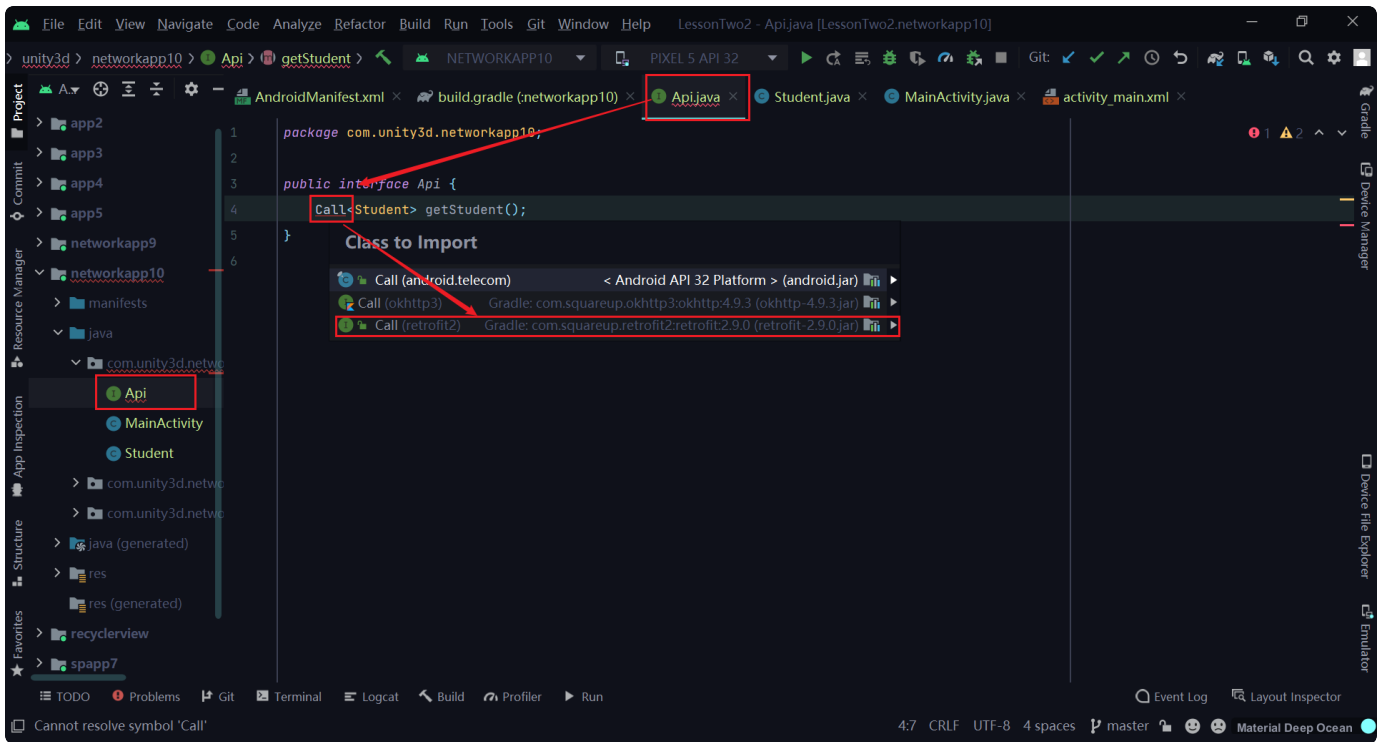 File Edit View Navigate Code Analyze Refactor Build Run Tools Git Window Help LessonTwo2 - Api.java [LessonTwo2.networkapp10]
unity3d networkapp10 Api getStudent NETWORKAPP10 PIXEL 5 API 32 Git:
Project
A..
AndroidManifest.xml build.gradle (:networkapp10) Api.java Student.java MainActivity.java activity_main.xml
Gradle
app2
app3
app4
app5
networkapp9
networkapp10
manifests
java
com.unity3d.netwo
Api
MainActivity
Student
com.unity3d.netwo
com.unity3d.netwo
java (generated)
res
res (generated)
recyclerview
spapp7
Commit
Resource Manager
App Inspection
Structure
Favorites
1 package com.unity3d.networkapp10;
2
3 public interface Api {
4 Call<Student> getStudent();
5 }
6
1 2
Class to Import
Call (android.telecom) < Android API 32 Platform > (android.jar)
Call (okhttp3) Gradle: com.squareup.okhttp3:okhttp:4.9.3 (okhttp-4.9.3.jar)
Call (retrofit2) Gradle: com.squareup.retrofit2:retrofit:2.9.0 (retrofit-2.9.0.jar)
Device Manager
Device File Explorer
Emulator
TODO Problems Git Terminal Logcat Build Profiler Run Event Log Layout Inspector
Cannot resolve symbol 'Call' 4:7 CRLF UTF-8 4 spaces master Material Deep Ocean